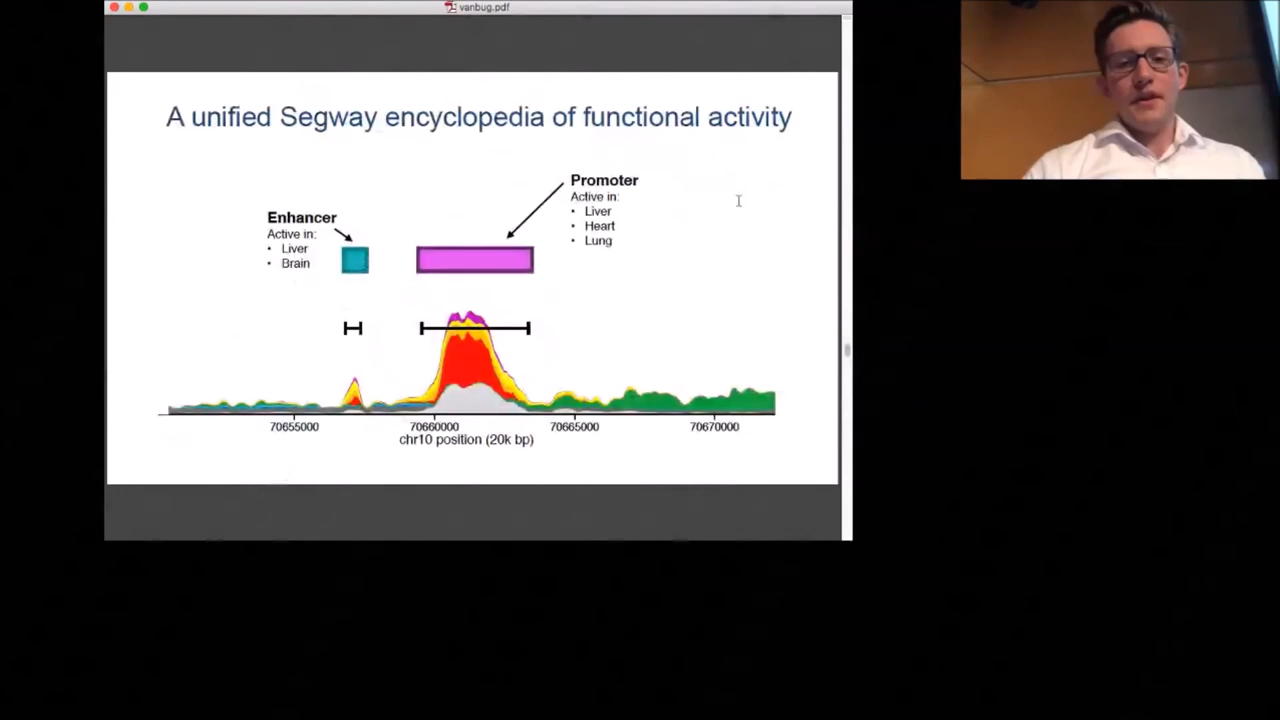 vanbug.pdf
A unified Segway encyclopedia of functional activity
Promoter
Active in:
• Liver
• Heart
• Lung
Enhancer
Active in:
• Liver
• Brain
70655000 70660000 70665000 70670000
chr10 position (20k bp)